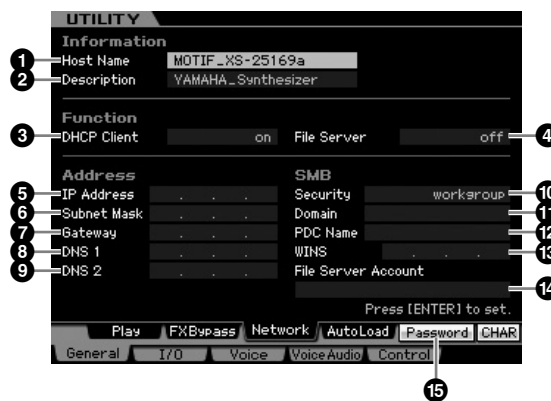 UTILITY
Information
1 Host Name MOTIF_XS-25169a
2 Description YAMAHA_Synthesizer
Function
3 DHCP Client on File Server off 4
Address SMB
5 IP Address . . . Security workgroup 10
6 Subnet Mask . . . Domain 11
7 Gateway . . . PDC Name 12
8 DNS 1 . . . WINS . . . 13
9 DNS 2 . . . File Server Account
14
Press [ENTER] to set.
Play FXBypass Network AutoLoad Password CHAR
General I/O Voice VoiceAudio Control
15